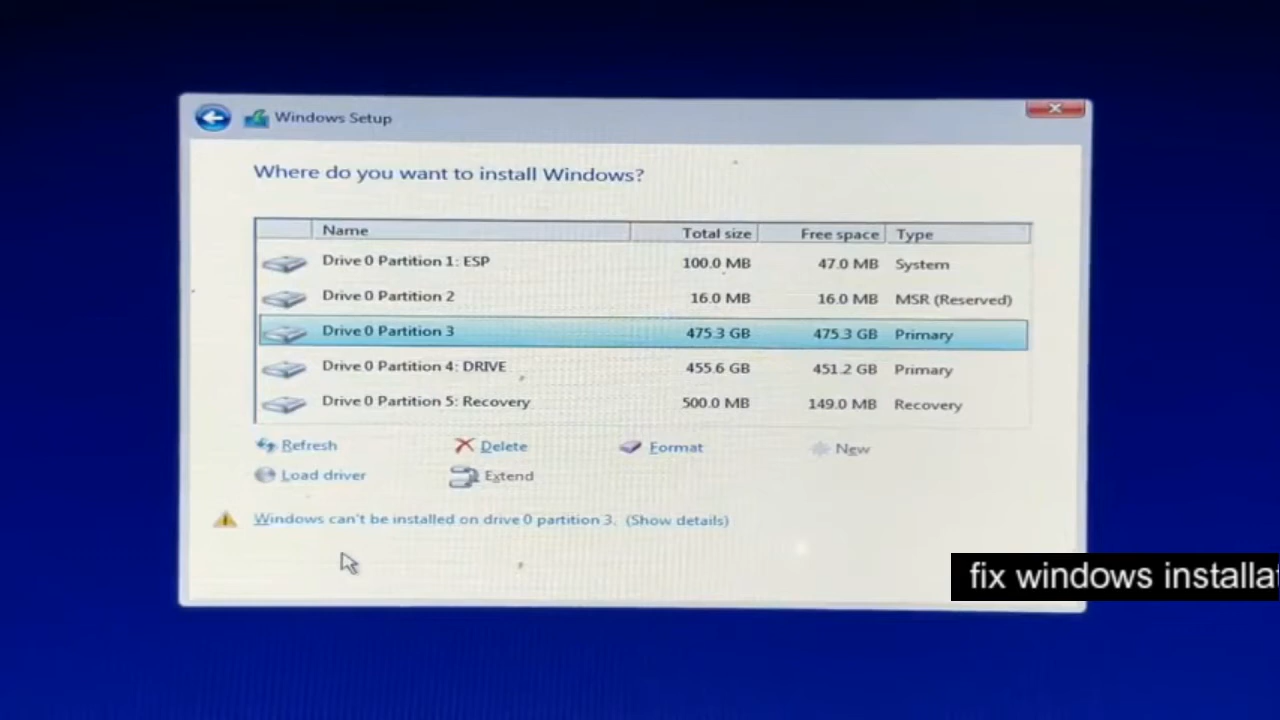 Windows Setup
Where do you want to install Windows?
Name Total size Free space Type
Drive 0 Partition 1: ESP 100.0 MB 47.0 MB System
Drive 0 Partition 2 16.0 MB 16.0 MB MSR (Reserved)
Drive 0 Partition 3 475.3 GB 475.3 GB Primary
Drive 0 Partition 4: DRIVE 455.6 GB 451.2 GB Primary
Drive 0 Partition 5: Recovery 500.0 MB 149.0 MB Recovery
Refresh Delete Format New
Load driver Extend
Windows can't be installed on drive 0 partition 3. (Show details)
fix windows installat